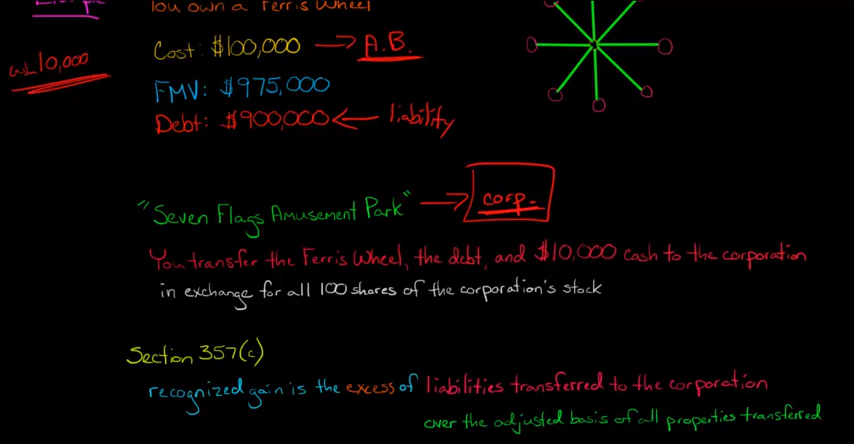 You own a Ferris Wheel
cash 10,000
Cost: $100,000 → A.B.
FMV: $975,000
Debt: $900,000 ← liability
"Seven Flags Amusement Park" → corp.
You transfer the Ferris Wheel, the debt, and $10,000 cash to the corporation
in exchange for all 100 shares of the corporation's stock
Section 357(c)
recognized gain is the excess of liabilities transferred to the corporation
over the adjusted basis of all properties transferred